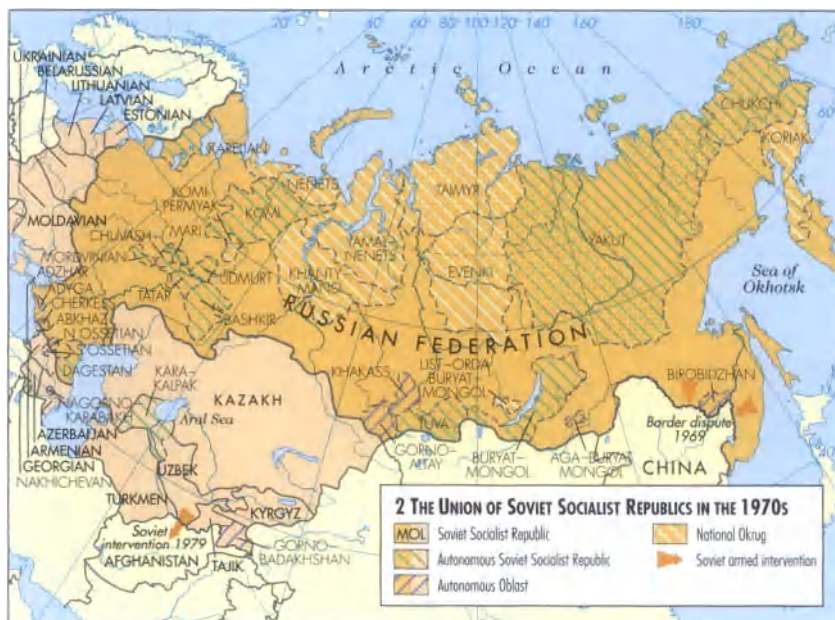 20°
40°
60°
80°
100°
120°
140°
160°
180°
Arctic Ocean
UKRAINIAN
BELARUSSIAN
LITHUANIAN
LATVIAN
ESTONIAN
CHUKCHI
60
KORIAK
KARELIAN
NENETS
TAIMYR
KOMI-
PERMYAK
KOMI
MOLDAVIAN
CHUVASH
MARI
YAMAL-
NENETS
YAKUT
MORDVINIAN
UDMURT
KHANTY-
MANSI
EVENKI
Sea of
Okhotsk
ADZHAR
ADYGA
TATAR
CHERKESS
ABKHAZ
BASHKIR
N OSSETIAN
S OSSETIAN
RUSSIAN FEDERATION
DAGESTAN
KARA-
KALPAK
KAZAKH
KHAKASS
UST-ORDA
BURYAT-
MONGOL
BIROBIDZHAN
NAGORNO-
KARABAKH
Aral Sea
TUVA
Border dispute
1969
AZERBAIJAN
ARMENIAN
GEORGIAN
NAKHICHEVAN
UZBEK
GORNO-
ALTAY
BURYAT-
MONGOL
AGA-BURYAT
MONGOL
CHINA
TURKMEN
KYRGYZ
Soviet
intervention 1979
AFGHANISTAN
TAJIK
GORNO-
BADAKHSHAN
2 THE UNION OF SOVIET SOCIALIST REPUBLICS IN THE 1970S
MOL Soviet Socialist Republic
Autonomous Soviet Socialist Republic
Autonomous Oblast
National Okrug
Soviet armed intervention